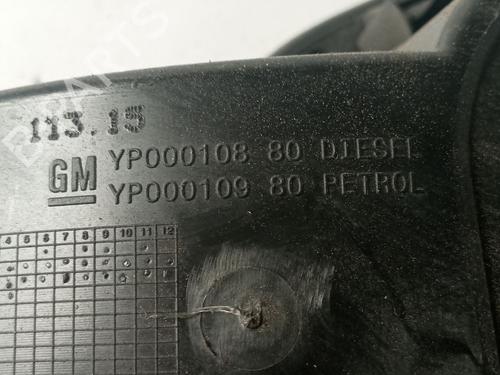 113.15
GM YP000108 80 DIESEL
YP000109 80 PETROL
4 5 6 7 8 9 10 11 12